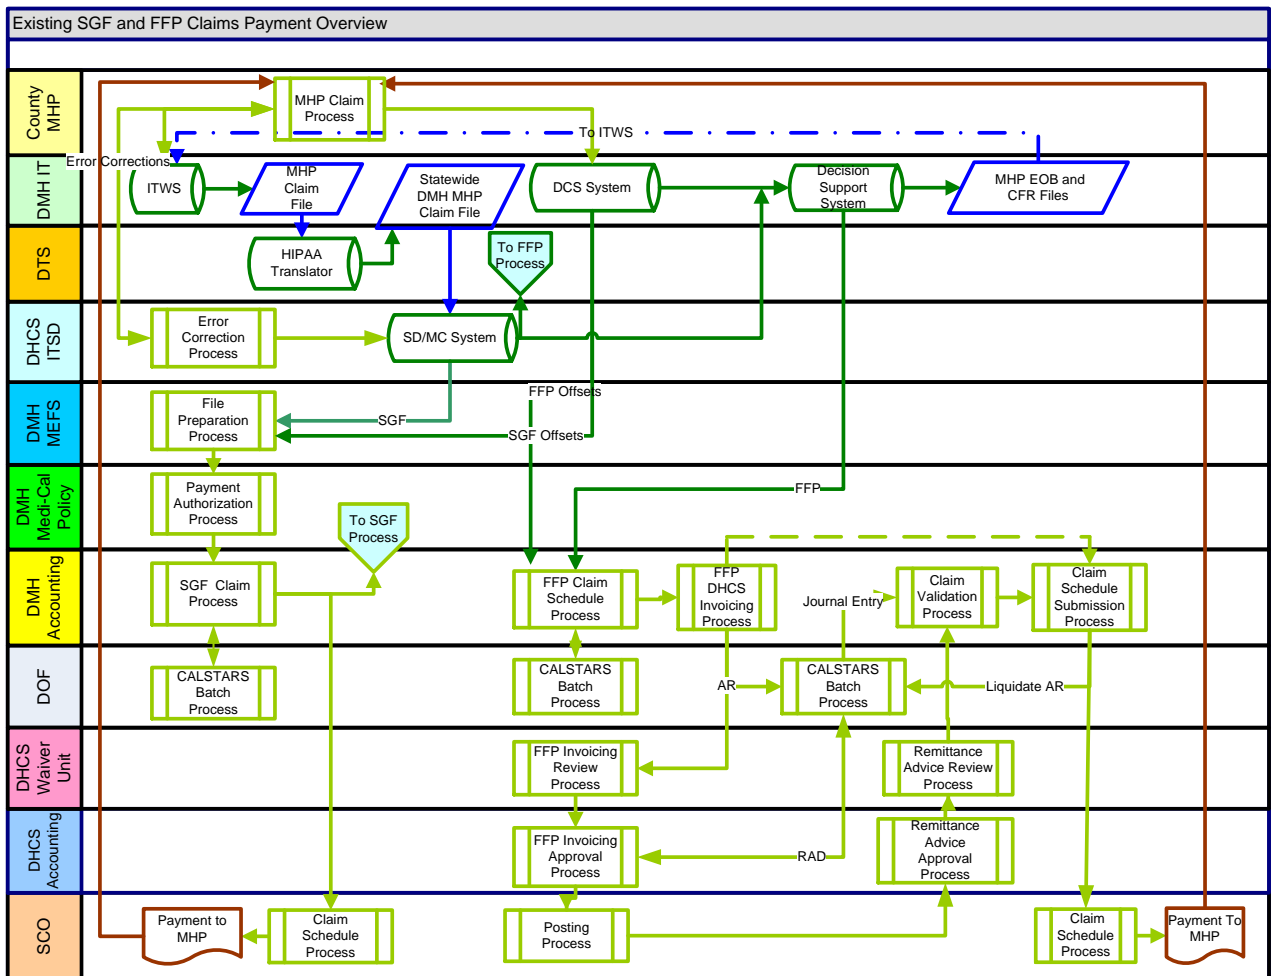 Existing SGF and FFP Claims Payment Overview
County
MHP
MHP Claim
Process
To ITWS
Error Corrections
DMH IT
ITWS
MHP
Claim
File
Statewide
DMH MHP
Claim File
DCS System
Decision
Support
System
MHP EOB and
CFR Files
DTS
HIPAA
Translator
To FFP
Process
DHCS
ITSD
Error
Correction
Process
SD/MC System
DMH
MEFS
File
Preparation
Process
SGF
FFP Offsets
SGF Offsets
DMH
Medi-Cal
Policy
Payment
Authorization
Process
To SGF
Process
FFP
DMH
Accounting
SGF Claim
Process
FFP Claim
Schedule
Process
FFP
DHCS
Invoicing
Process
Journal Entry
Claim
Validation
Process
Claim
Schedule
Submission
Process
DOF
CALSTARS
Batch
Process
CALSTARS
Batch
Process
AR
CALSTARS
Batch
Process
Liquidate AR
DHCS
Waiver
Unit
FFP Invoicing
Review
Process
Remittance
Advice Review
Process
DHCS
Accounting
FFP Invoicing
Approval
Process
RAD
Remittance
Advice
Approval
Process
SCO
Payment to
MHP
Claim
Schedule
Process
Posting
Process
Claim
Schedule
Process
Payment To
MHP